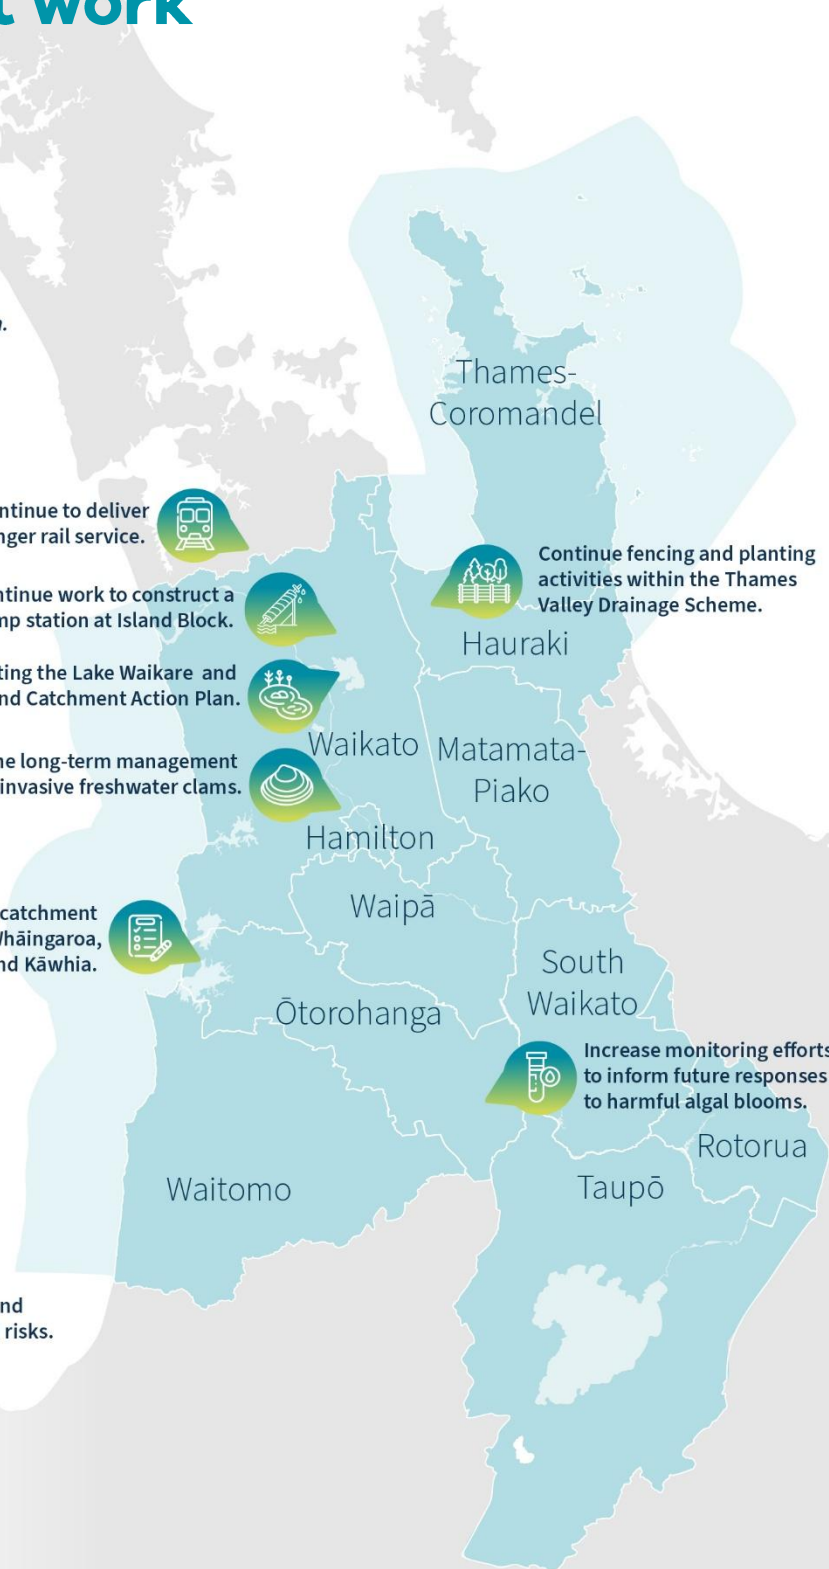 t work
n.
Thames-
Coromandel
ntinue to deliver
nger rail service.
Continue fencing and planting
activities within the Thames
Valley Drainage Scheme.
ntinue work to construct a
mp station at Island Block.
Hauraki
ting the Lake Waikare and
nd Catchment Action Plan.
Waikato
Matamata-
Piako
he long-term management
invasive freshwater clams.
Hamilton
Waipā
catchment
Whāingaroa,
nd Kāwhia.
South
Waikato
Ōtorohanga
Increase monitoring efforts
to inform future responses
to harmful algal blooms.
Rotorua
Waitomo
Taupō
nd
risks.